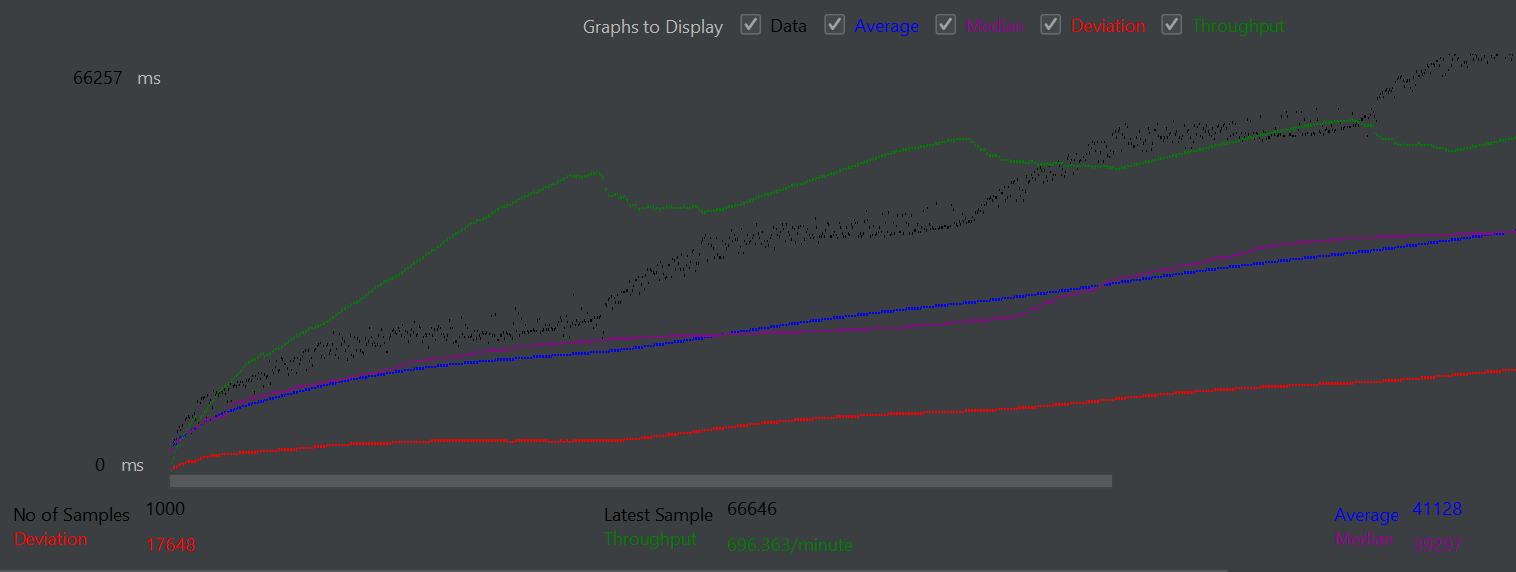 Graphs to Display Data Average Median Deviation Throughput
66257 ms
0 ms
No of Samples 1000 Latest Sample 66646 Average 41128
Deviation 17648 Throughput 696.363/minute Median 39297